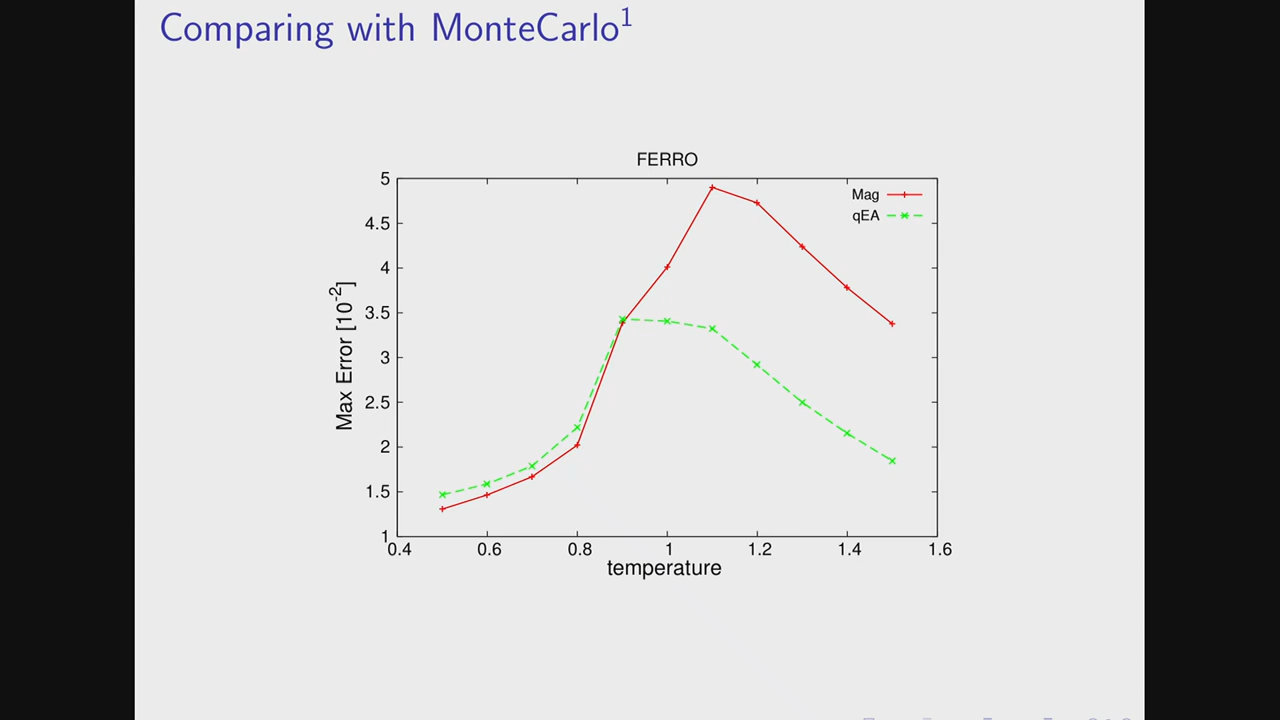 Comparing with MonteCarlo¹
FERRO
Mag
qEA
Max Error [10⁻²]
5
4.5
4
3.5
3
2.5
2
1.5
1
0.4 0.6 0.8 1 1.2 1.4 1.6
temperature